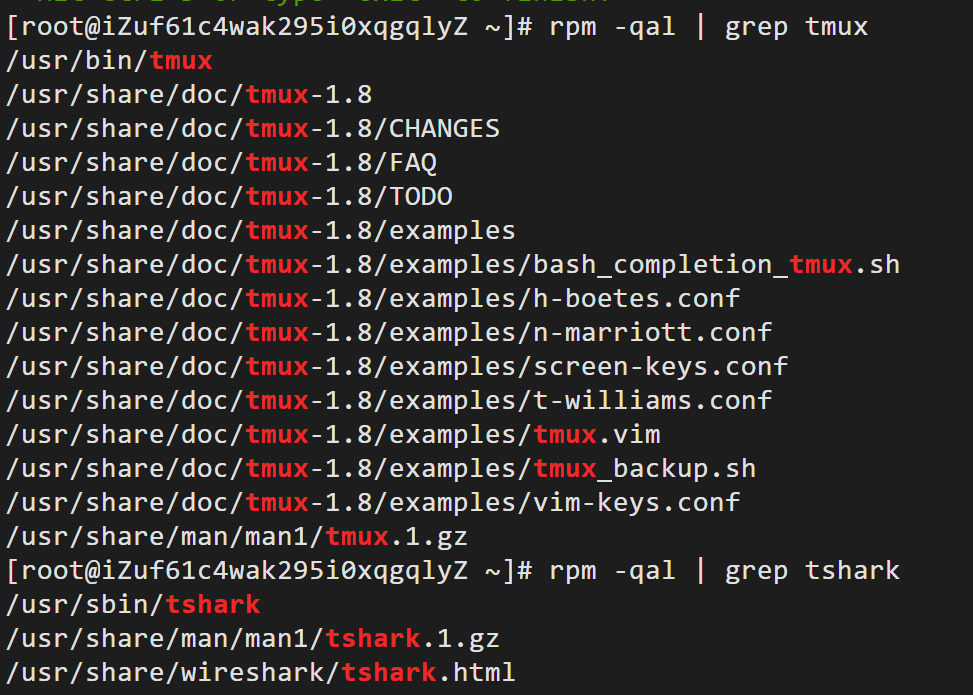 [root@iZuf61c4wak295i0xqgqlyZ ~]# rpm -qal | grep tmux
/usr/bin/tmux
/usr/share/doc/tmux-1.8
/usr/share/doc/tmux-1.8/CHANGES
/usr/share/doc/tmux-1.8/FAQ
/usr/share/doc/tmux-1.8/TODO
/usr/share/doc/tmux-1.8/examples
/usr/share/doc/tmux-1.8/examples/bash_completion_tmux.sh
/usr/share/doc/tmux-1.8/examples/h-boetes.conf
/usr/share/doc/tmux-1.8/examples/n-marriott.conf
/usr/share/doc/tmux-1.8/examples/screen-keys.conf
/usr/share/doc/tmux-1.8/examples/t-williams.conf
/usr/share/doc/tmux-1.8/examples/tmux.vim
/usr/share/doc/tmux-1.8/examples/tmux_backup.sh
/usr/share/doc/tmux-1.8/examples/vim-keys.conf
/usr/share/man/man1/tmux.1.gz
[root@iZuf61c4wak295i0xqgqlyZ ~]# rpm -qal | grep tshark
/usr/sbin/tshark
/usr/share/man/man1/tshark.1.gz
/usr/share/wireshark/tshark.html